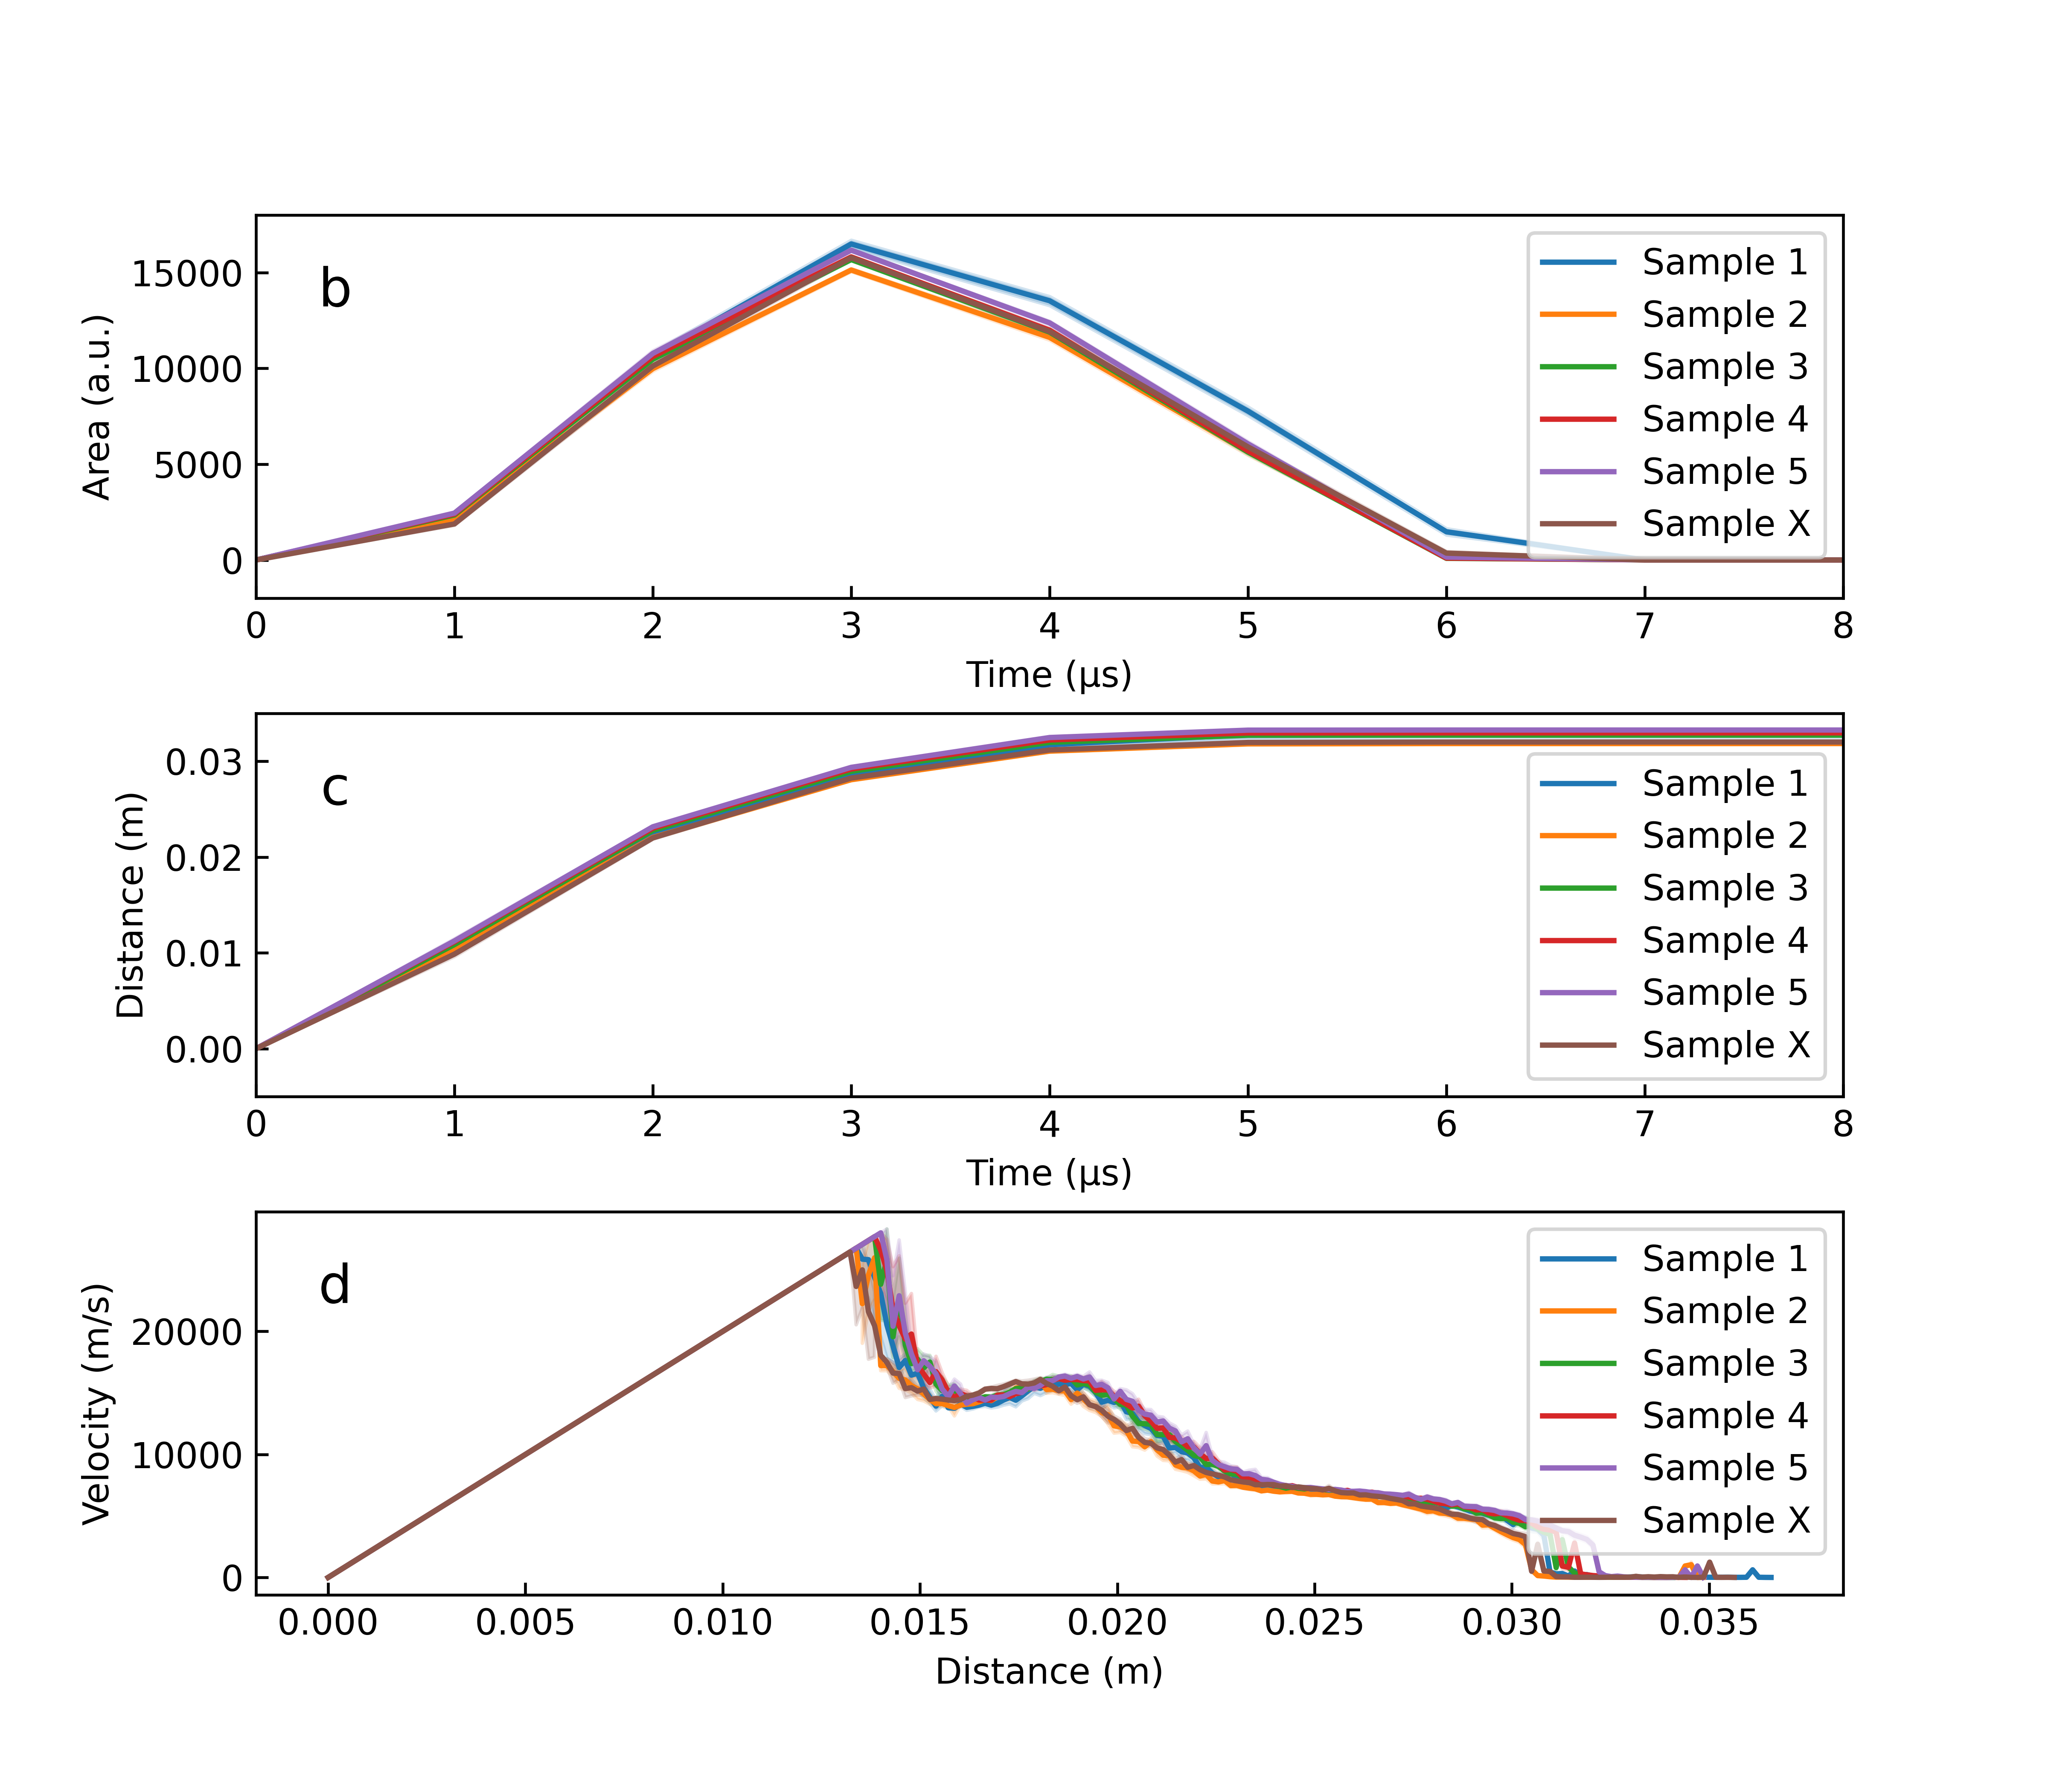 b
Area (a.u.)
15000
10000
5000
0
Sample 1
Sample 2
Sample 3
Sample 4
Sample 5
Sample X
0 1 2 3 4 5 6 7 8
Time (µs)
c
Distance (m)
0.03
0.02
0.01
0.00
Sample 1
Sample 2
Sample 3
Sample 4
Sample 5
Sample X
0 1 2 3 4 5 6 7 8
Time (µs)
d
Velocity (m/s)
20000
10000
0
Sample 1
Sample 2
Sample 3
Sample 4
Sample 5
Sample X
0.000 0.005 0.010 0.015 0.020 0.025 0.030 0.035
Distance (m)